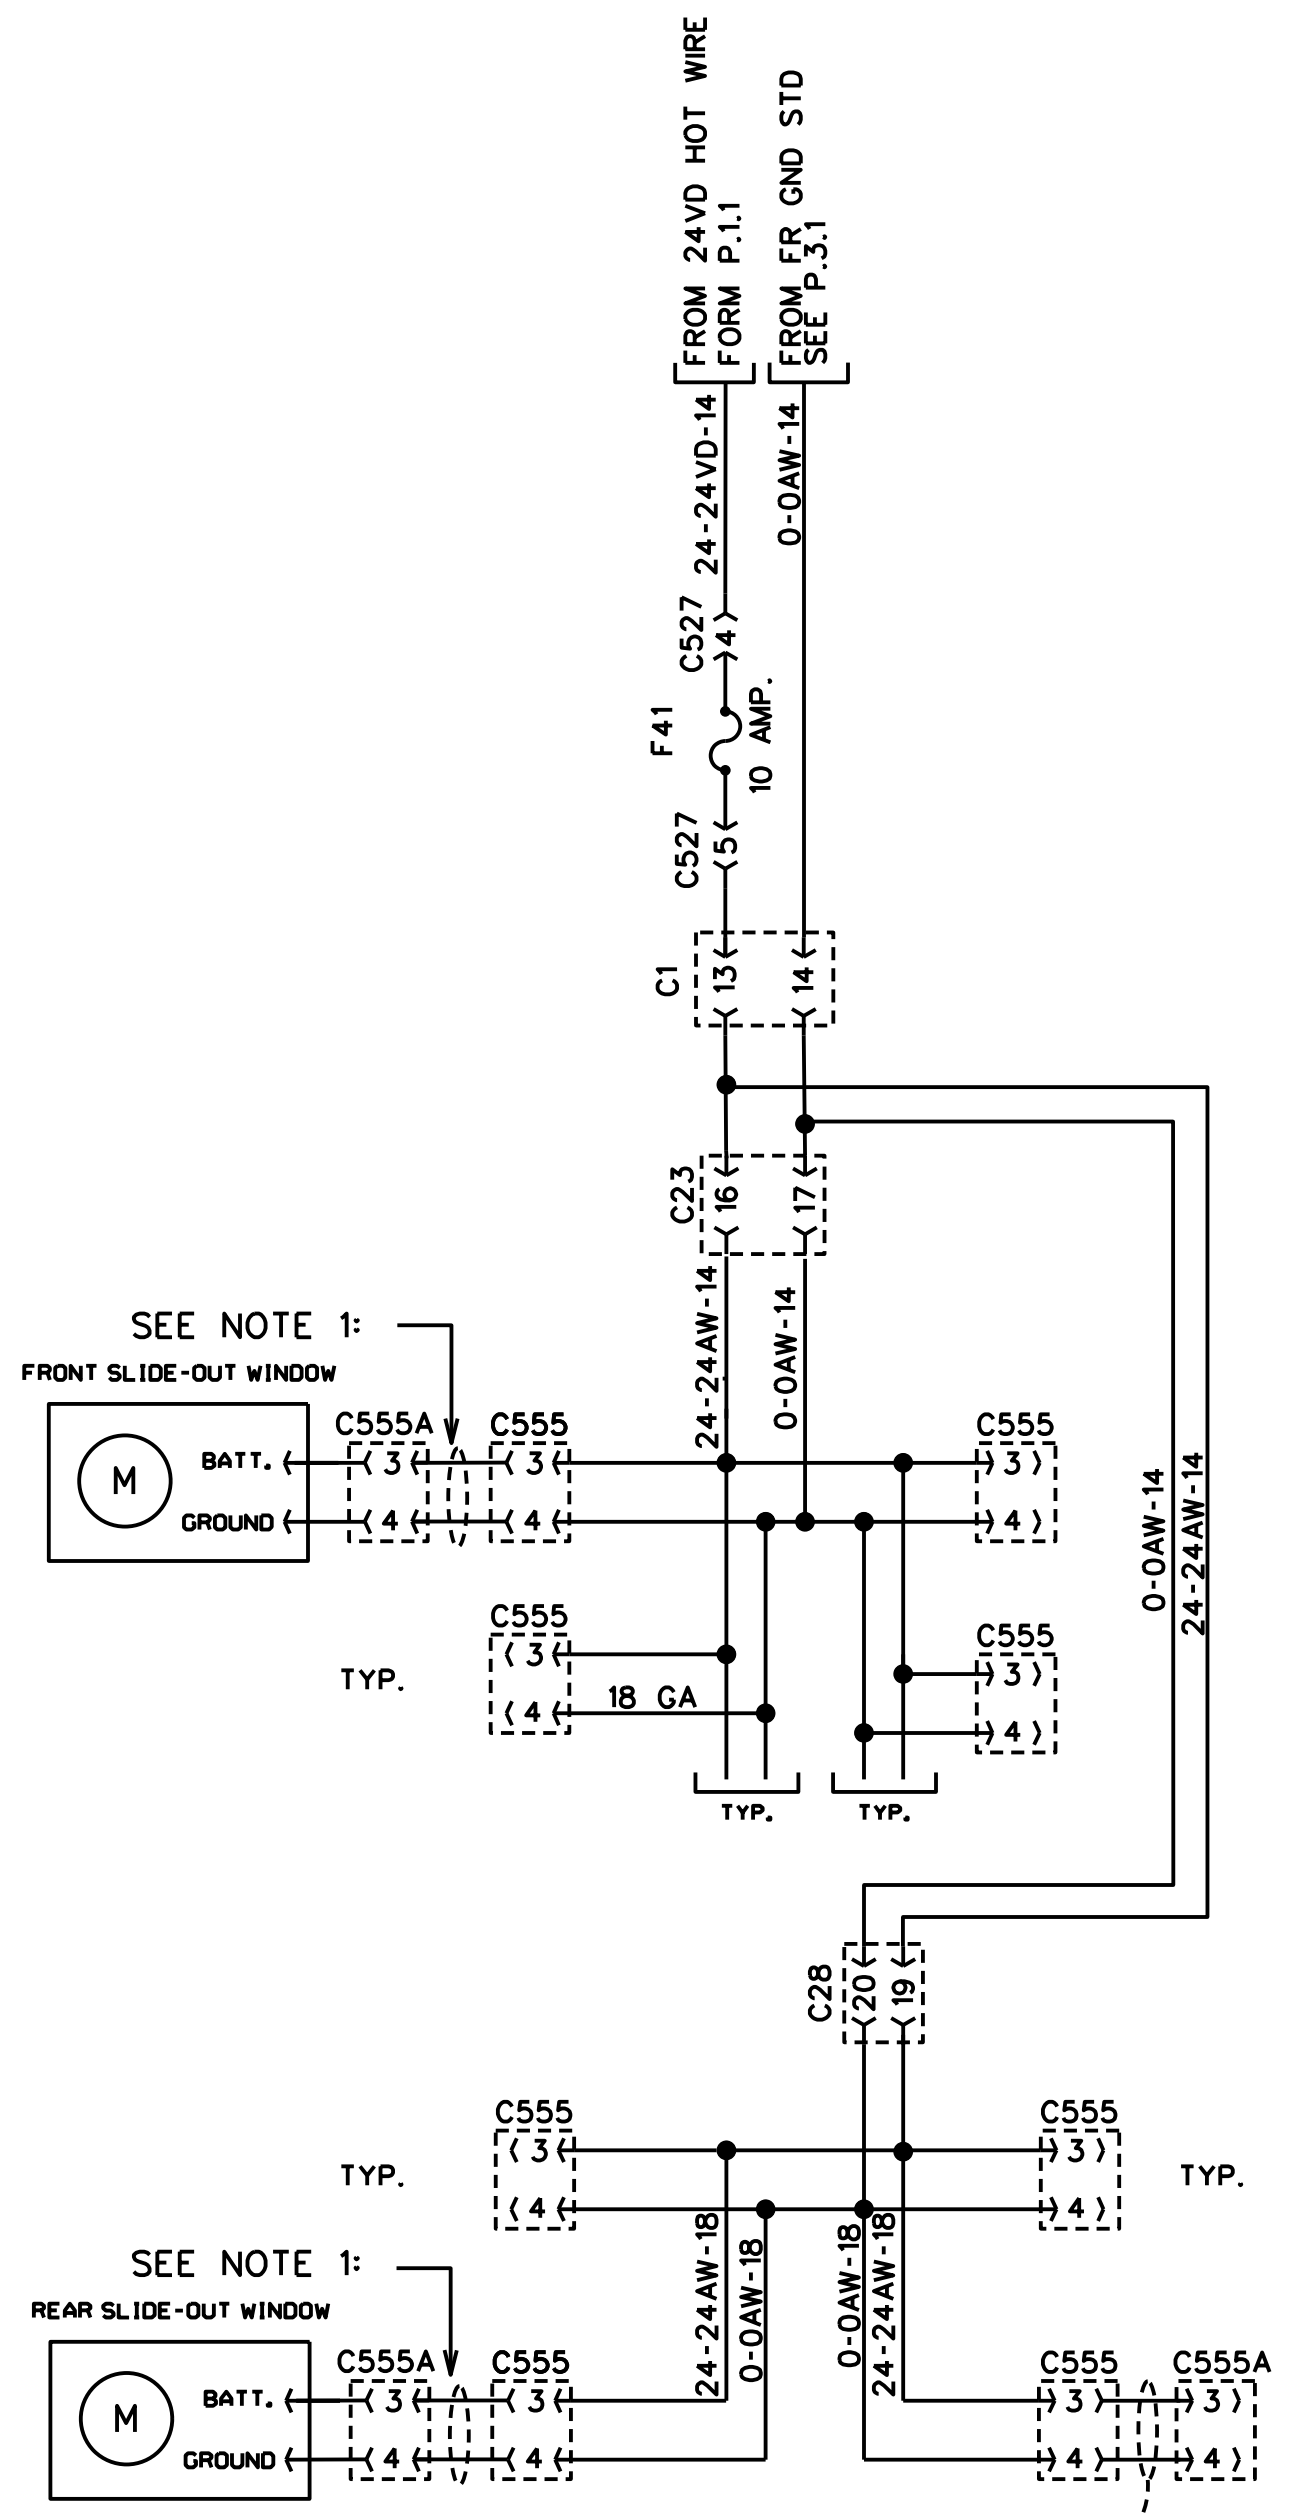 FROM 24VD HOT WIRE
FORM P.1.1
FROM FR GND STD
SEE P.3.1
24-24VD-14
0-0AW-14
C527
4
F41
10 AMP.
C527
5
C1
13
14
C23
16
17
24-24AW-14
0-0AW-14
SEE NOTE 1:
FRONT SLIDE-OUT WINDOW
C555A
C555
C555
M
BATT.
3
3
3
GROUND
4
4
4
0-0AW-14
24-24AW-14
C555
3
4
TYP.
18 GA
C555
3
4
TYP.
TYP.
C28
20
19
C555
3
4
TYP.
C555
3
4
TYP.
24-24AW-18
0-0AW-18
0-0AW-18
24-24AW-18
SEE NOTE 1:
REAR SLIDE-OUT WINDOW
C555A
C555
C555
C555A
M
BATT.
3
3
3
3
GROUND
4
4
4
4